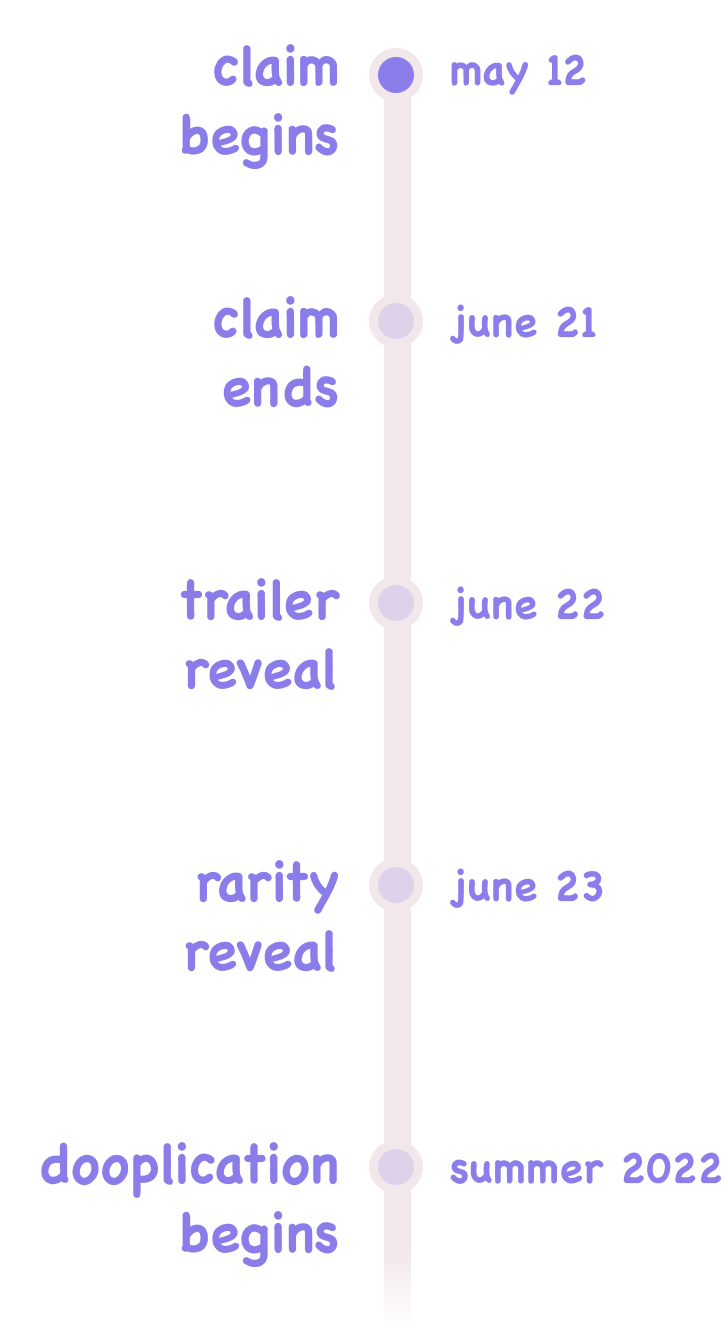 claim
begins
may 12
claim
ends
june 21
trailer
reveal
june 22
rarity
reveal
june 23
dooplication
begins
summer 2022